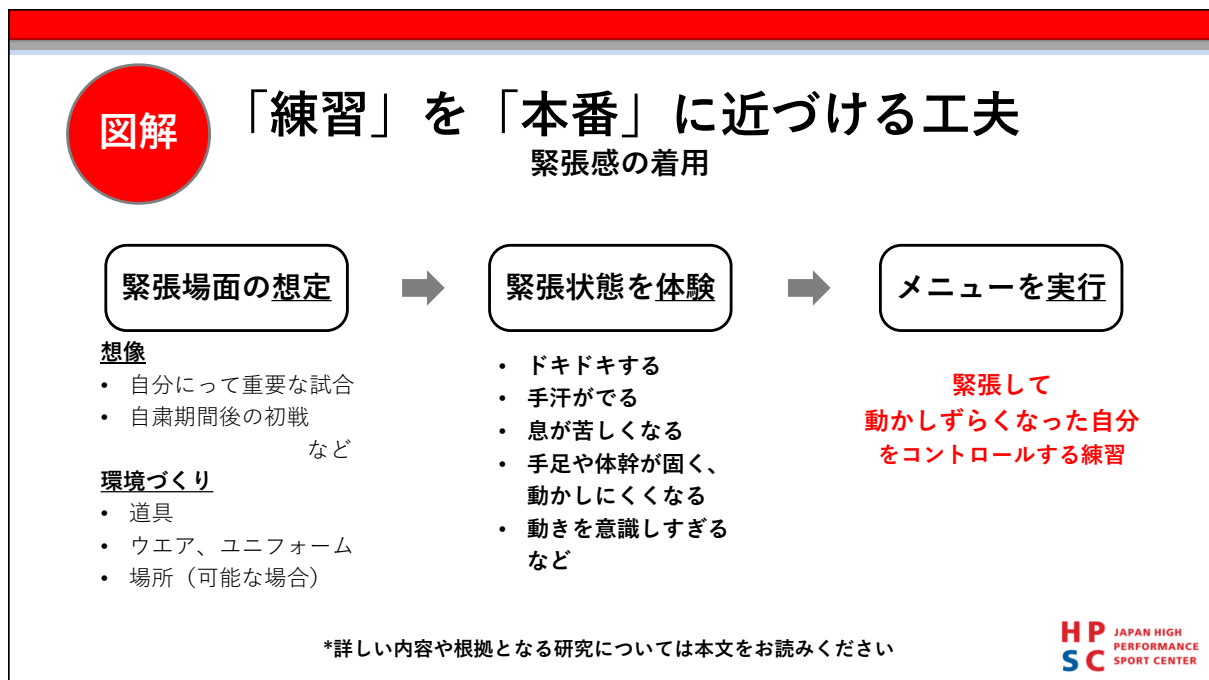 図解
「練習」を「本番」に近づける工夫
緊張感の着用
緊張場面の想定
想像
• 自分にって重要な試合
• 自粛期間後の初戦
など
環境づくり
• 道具
• ウエア、ユニフォーム
• 場所（可能な場合）
緊張状態を体験
• ドキドキする
• 手汗がでる
• 息が苦しくなる
• 手足や体幹が固く、
動かしにくくなる
• 動きを意識しすぎる
など
メニューを実行
緊張して
動かしずらくなった自分
をコントロールする練習
*詳しい内容や根拠となる研究については本文をお読みください
HP
SC
JAPAN HIGH
PERFORMANCE
SPORT CENTER